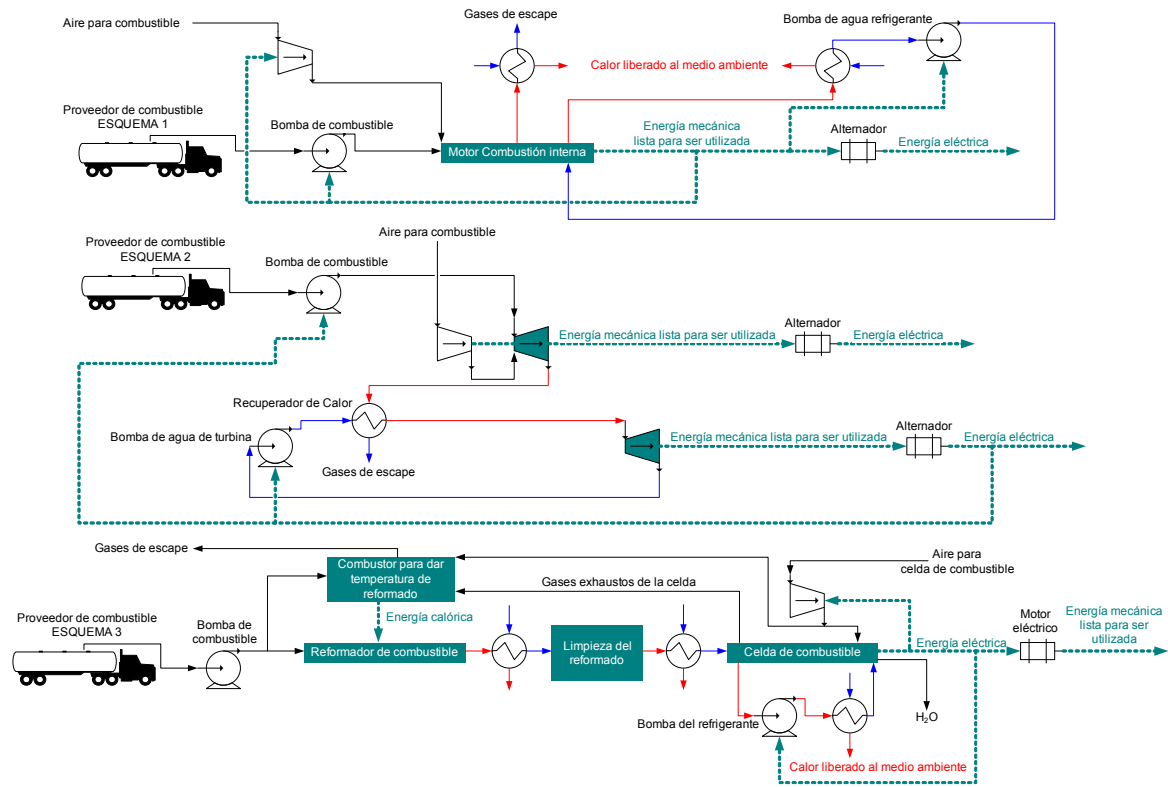 Aire para combustible
Gases de escape
Bomba de agua refrigerante
Calor liberado al medio ambiente
Proveedor de combustible
ESQUEMA 1
Bomba de combustible
Motor Combustión interna
Energía mecánica
lista para ser utilizada
Alternador
Energía eléctrica
Aire para combustible
Proveedor de combustible
ESQUEMA 2
Bomba de combustible
Energía mecánica lista para ser utilizada
Alternador
Energía eléctrica
Recuperador de Calor
Bomba de agua de turbina
Gases de escape
Energía mecánica lista para ser utilizada
Alternador
Energía eléctrica
Gases de escape
Combustor para dar
temperatura de
reformado
Gases exhaustos de la celda
Aire para
celda de combustible
Energía calórica
Proveedor de combustible
ESQUEMA 3
Bomba de
combustible
Reformador de combustible
Limpieza del
reformado
Celda de combustible
Energía eléctrica
Motor
eléctrico
Energía mecánica
lista para ser
utilizada
H₂O
Bomba del refrigerante
Calor liberado al medio ambiente